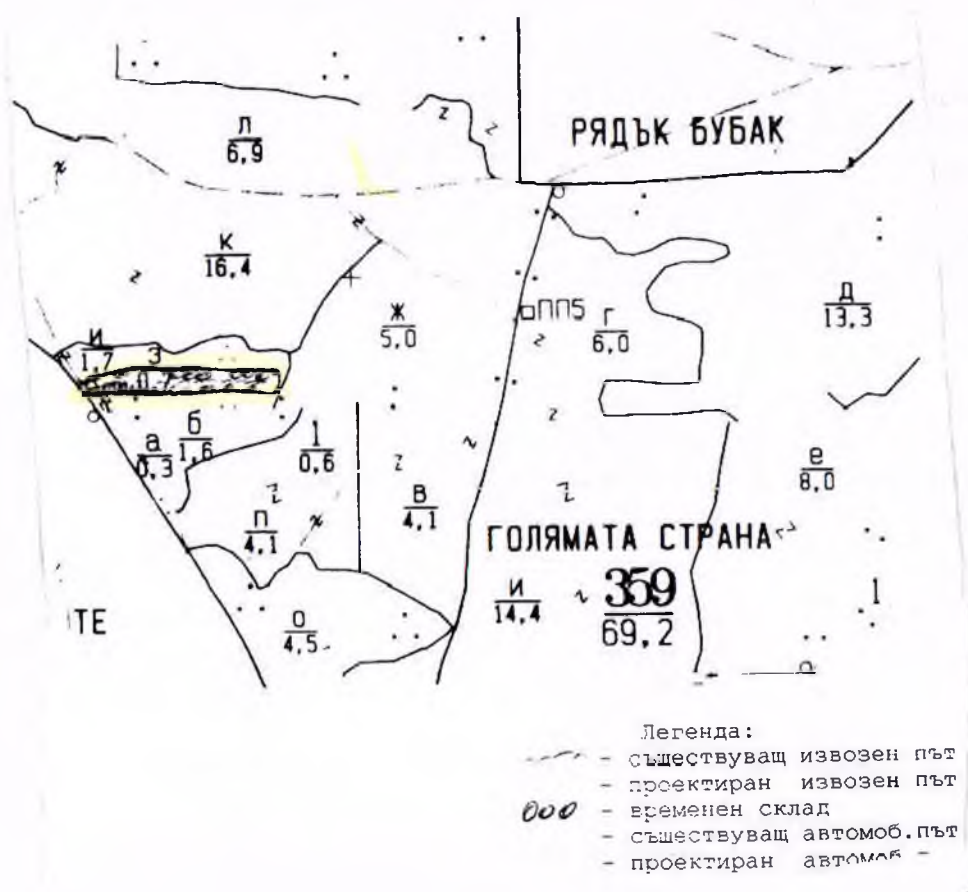 Л
6,9
РЯДЪК БУБАК
К
16,4
Ж
5,0
ПП5
Г
6,0
Д
13,3
И
1,7
З
а
0,3
б
1,6
1
0,6
В
4,1
е
8,0
П
4,1
ГОЛЯМАТА СТРАНА
И
14,4
359
69,2
1
ТЕ
О
4,5
Легенда:
- съществуващ извозен път
- проектиран извозен път
- временен склад
- съществуващ автомоб.път
- проектиран автомоб